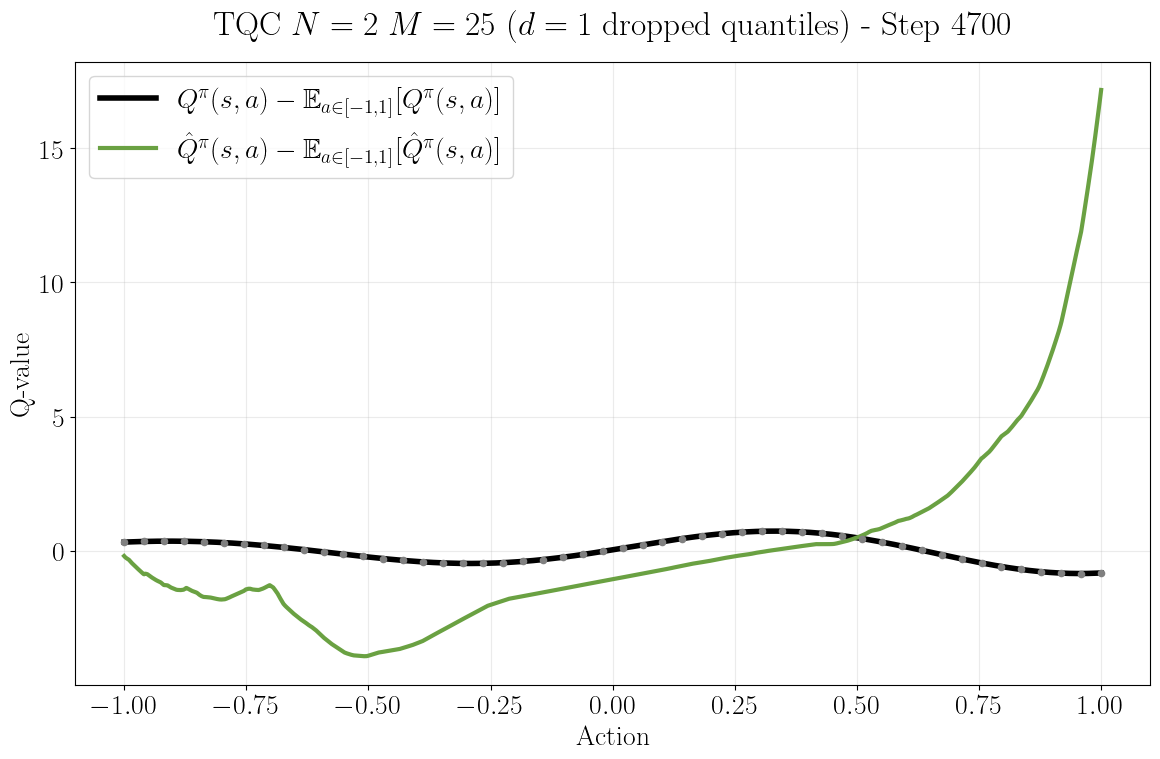 TQC N = 2 M = 25 (d = 1 dropped quantiles) - Step 4700
Q^π(s, a) − 𝔼_{a∈[−1,1]}[Q^π(s, a)]
Q̂^π(s, a) − 𝔼_{a∈[−1,1]}[Q̂^π(s, a)]
15
10
5
0
Q-value
−1.00 −0.75 −0.50 −0.25 0.00 0.25 0.50 0.75 1.00
Action